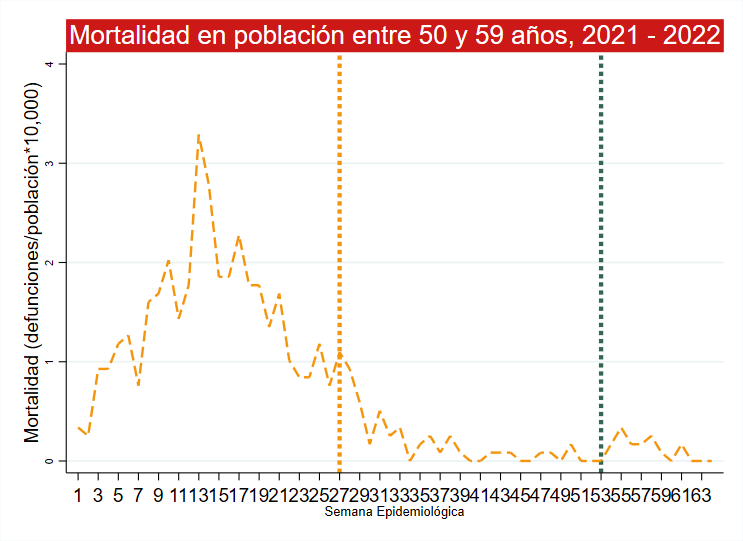 Mortalidad en población entre 50 y 59 años, 2021 - 2022
Mortalidad (defunciones/población*10,000)
4
3
2
1
0
1 3 5 7 9 11 13 15 17 19 21 23 25 27 29 31 33 35 37 39 41 43 45 47 49 51 53 55 57 59 61 63
Semana Epidemiológica